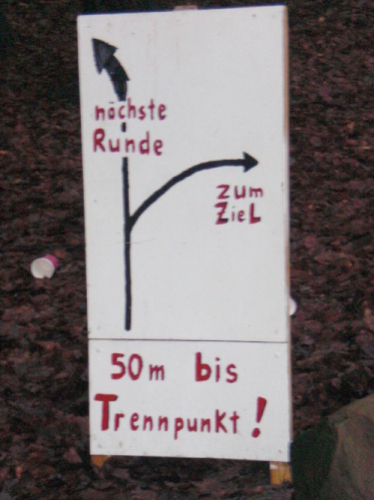 nächste
Runde
zum
Ziel
50m bis
Trennpunkt!